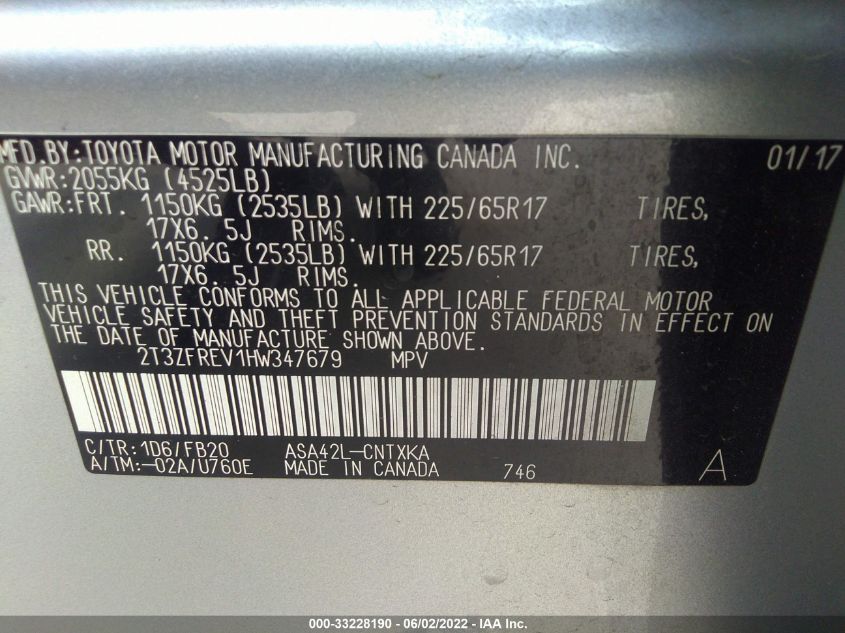 MFD.BY:TOYOTA MOTOR MANUFACTURING CANADA INC. 01/17
GVWR:2055KG (4525LB)
GAWR:FRT. 1150KG (2535LB) WITH 225/65R17 TIRES,
17X6. 5J RIMS.
RR. 1150KG (2535LB) WITH 225/65R17 TIRES,
17X6. 5J RIMS.
THIS VEHICLE CONFORMS TO ALL APPLICABLE FEDERAL MOTOR
VEHICLE SAFETY AND THEFT PREVENTION STANDARDS IN EFFECT ON
THE DATE OF MANUFACTURE SHOWN ABOVE.
2T3ZFREV1HW347679 MPV
C/TR:1D6/FB20 ASA42L-CNTXKA
A/TM:-02A/U760E MADE IN CANADA 746 A
000-33228190 - 06/02/2022 - IAA Inc.